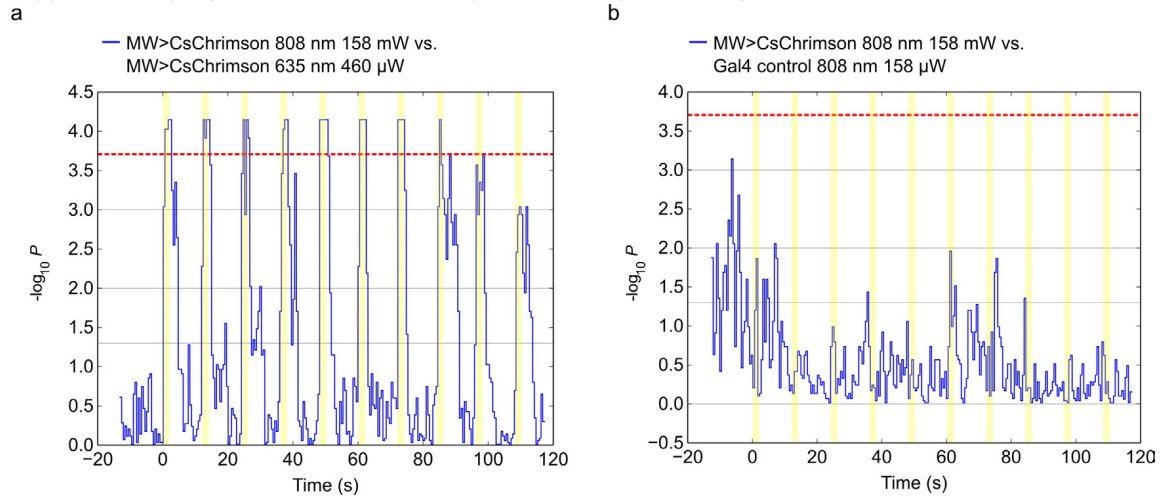 a
MW>CsChrimson 808 nm 158 mW vs.
MW>CsChrimson 635 nm 460 µW
4.5
4.0
3.5
3.0
2.5
2.0
1.5
1.0
0.5
0.0
-log10 P
−20 0 20 40 60 80 100 120
Time (s)
b
MW>CsChrimson 808 nm 158 mW vs.
Gal4 control 808 nm 158 µW
4.0
3.5
3.0
2.5
2.0
1.5
1.0
0.5
0.0
−0.5
-log10 P
−20 0 20 40 60 80 100 120
Time (s)